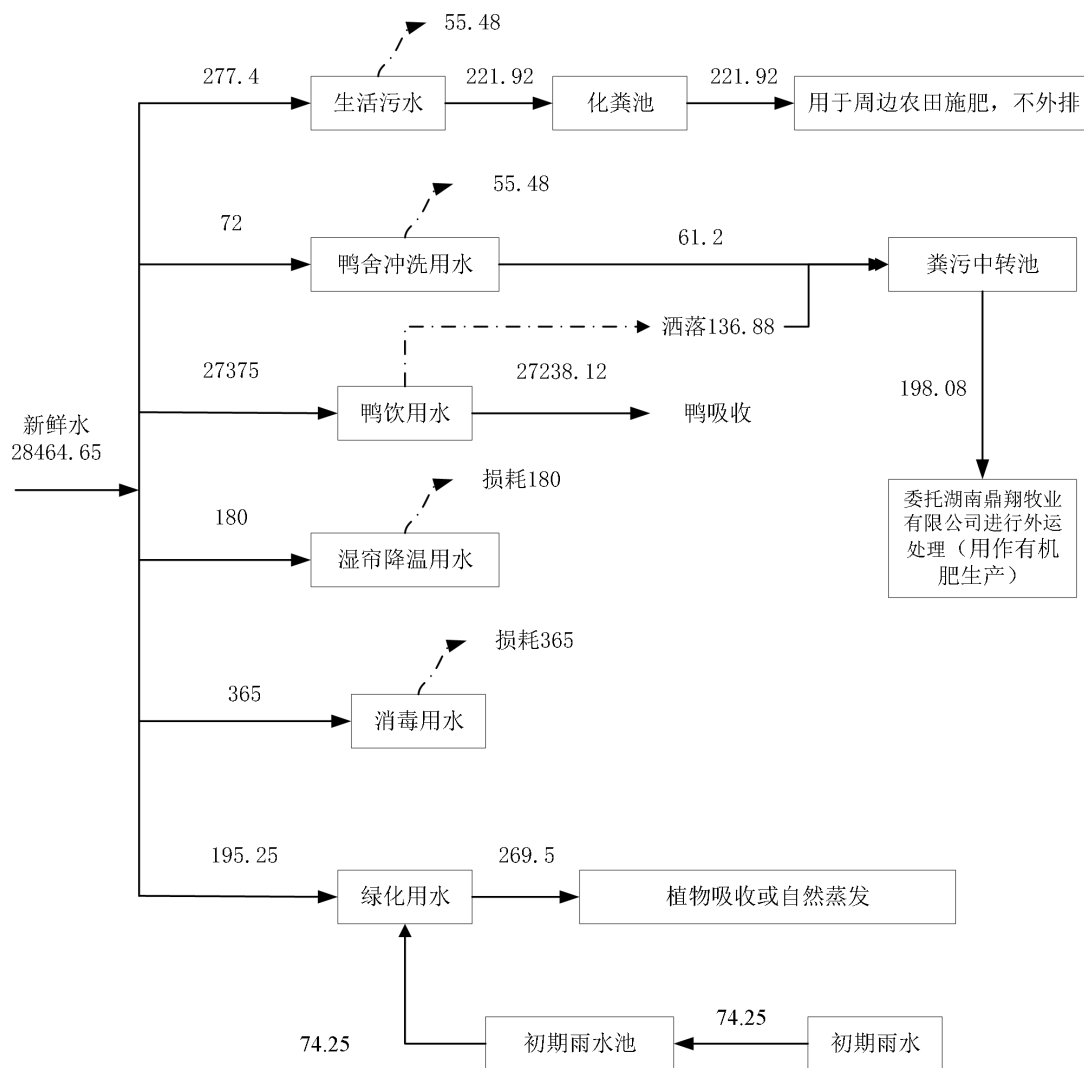 55.48
277.4
生活污水
221.92
化粪池
221.92
用于周边农田施肥，不外排
55.48
72
鸭舍冲洗用水
61.2
粪污中转池
洒落136.88
27375
鸭饮用水
27238.12
鸭吸收
198.08
新鲜水
28464.65
损耗180
180
湿帘降温用水
委托湖南鼎翔牧业
有限公司进行外运
处理（用作有机
肥生产）
损耗365
365
消毒用水
195.25
绿化用水
269.5
植物吸收或自然蒸发
74.25
初期雨水池
74.25
初期雨水